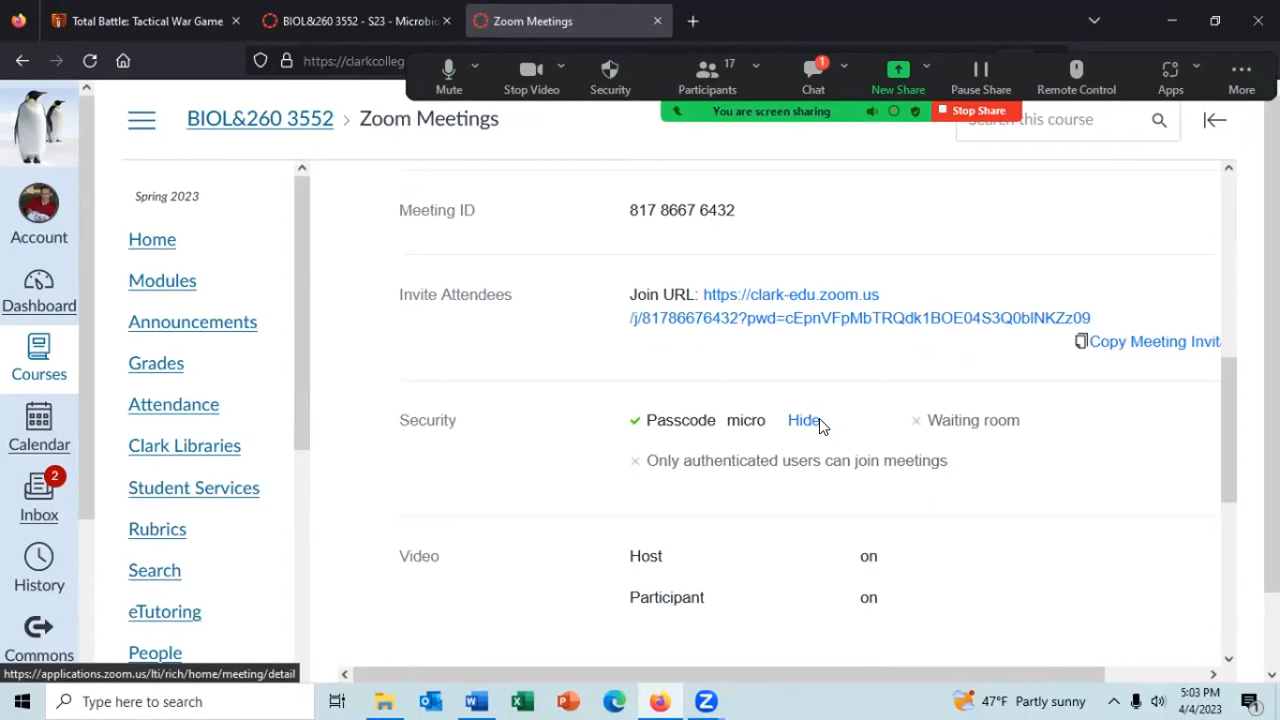 Total Battle: Tactical War Game
BIOL&260 3552 - S23 - Microbi
Zoom Meetings
https://clarkcolleg
Mute
Stop Video
Security
17
Participants
1
Chat
New Share
Pause Share
Remote Control
Apps
More
You are screen sharing
Stop Share
BIOL&260 3552 > Zoom Meetings
Search this course
Spring 2023
Home
Modules
Announcements
Grades
Attendance
Clark Libraries
Student Services
Rubrics
Search
eTutoring
People
Account
Dashboard
Courses
Calendar
2
Inbox
History
Commons
Meeting ID
817 8667 6432
Invite Attendees
Join URL: https://clark-edu.zoom.us
/j/81786676432?pwd=cEpnVFpMbTRQdk1BOE04S3Q0blNKZz09
Copy Meeting Invit
Security
Passcode micro Hide
Waiting room
Only authenticated users can join meetings
Video
Host on
Participant on
https://applications.zoom.us/lti/rich/home/meeting/detail
Type here to search
47°F Partly sunny
5:03 PM
4/4/2023
1